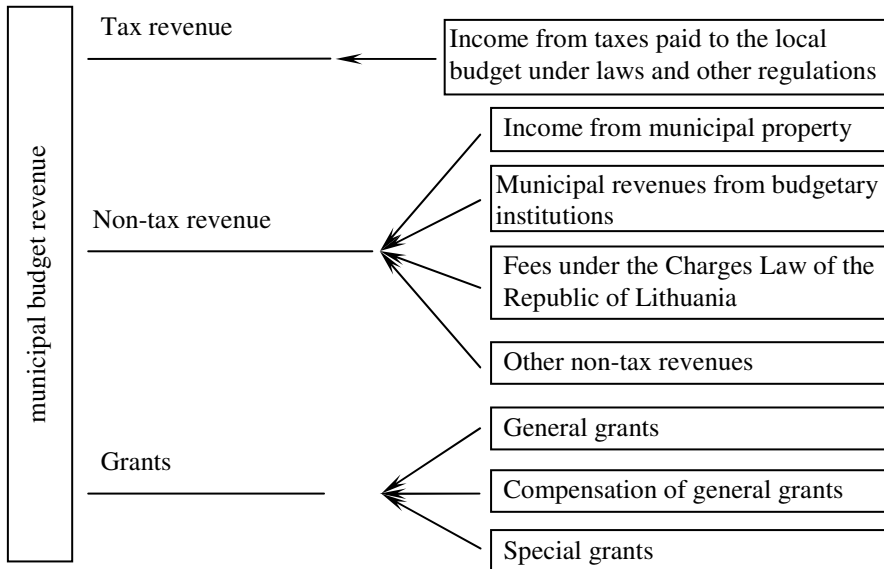 municipal budget revenue
Tax revenue
Income from taxes paid to the local
budget under laws and other regulations
Non-tax revenue
Income from municipal property
Municipal revenues from budgetary
institutions
Fees under the Charges Law of the
Republic of Lithuania
Other non-tax revenues
Grants
General grants
Compensation of general grants
Special grants